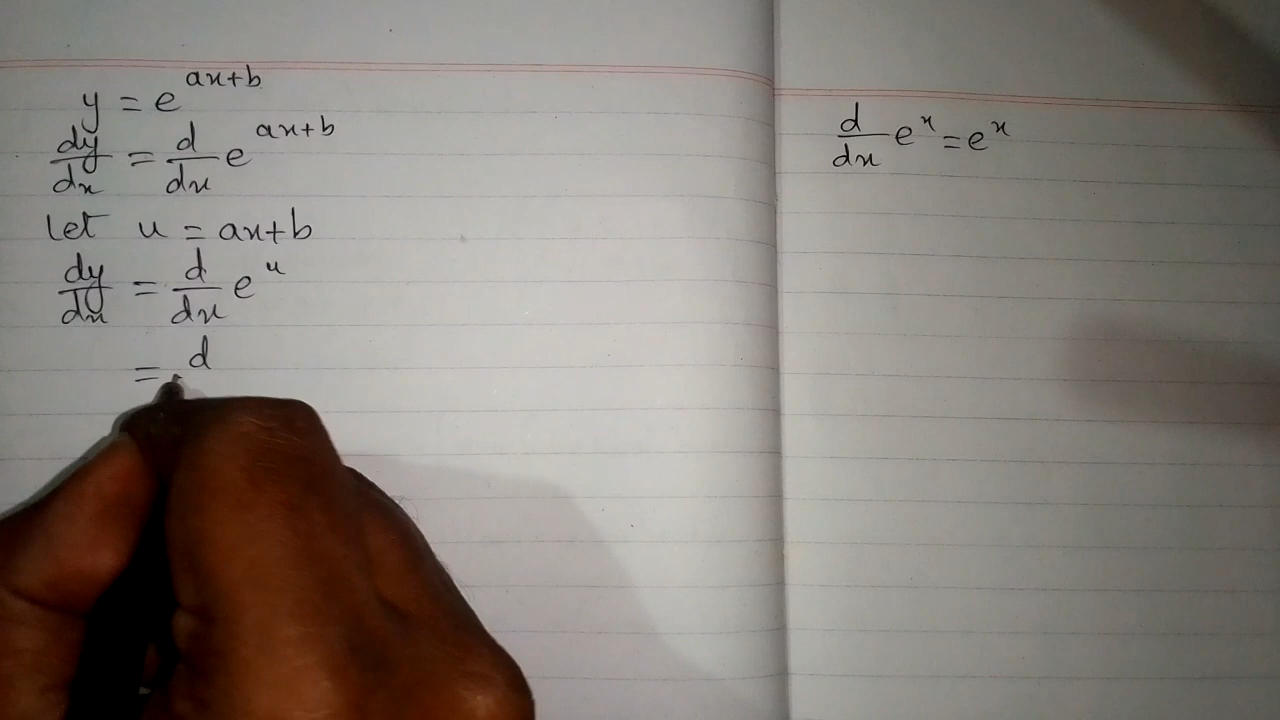 y = e^{ax+b}
dy/dx = d/dx e^{ax+b}
let u = ax+b
dy/dx = d/dx e^u
= d
d/dx e^x = e^x